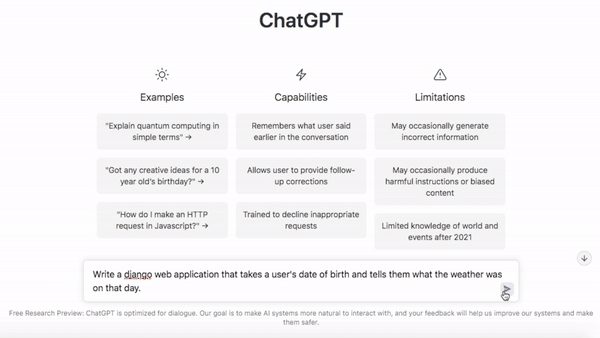 ChatGPT
Examples
Capabilities
Limitations
"Explain quantum computing in
simple terms" →
Remembers what user said
earlier in the conversation
May occasionally generate
incorrect information
"Got any creative ideas for a 10
year old's birthday?" →
Allows user to provide follow-
up corrections
May occasionally produce
harmful instructions or biased
content
"How do I make an HTTP
request in Javascript?" →
Trained to decline inappropriate
requests
Limited knowledge of world and
events after 2021
Write a django web application that takes a user's date of birth and tells them what the weather was
on that day.
Free Research Preview: ChatGPT is optimized for dialogue. Our goal is to make AI systems more natural to interact with, and your feedback will help us improve our systems and make
them safer.